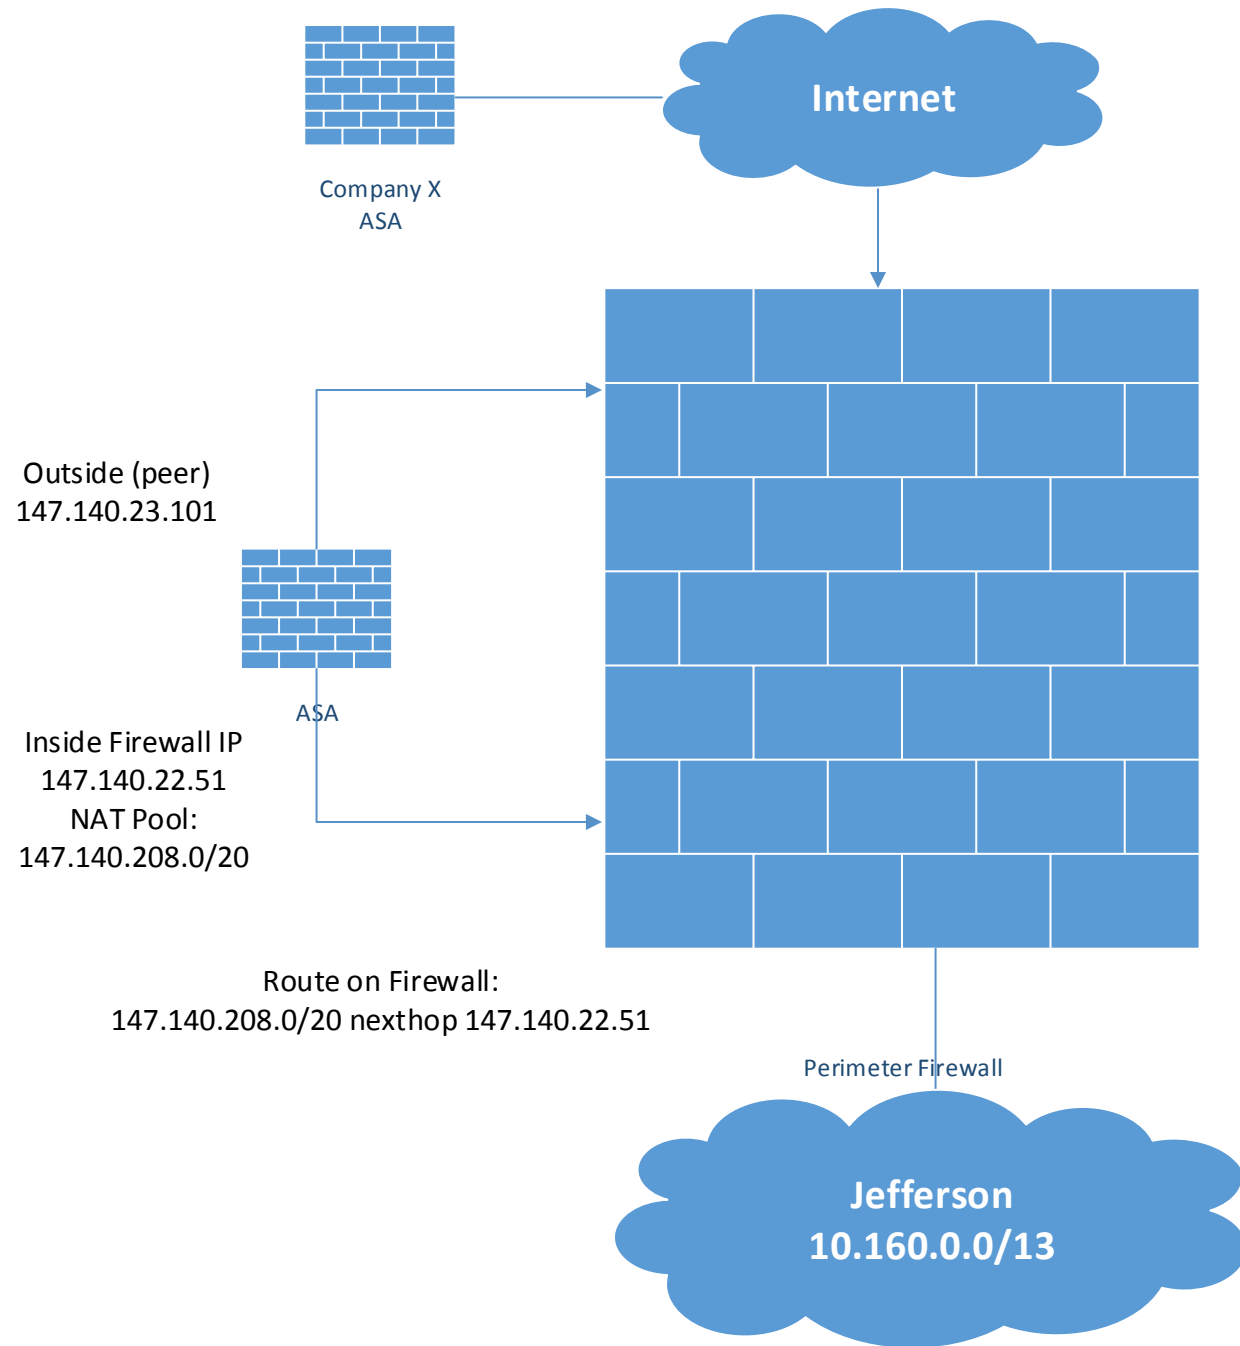 Internet
Company X
ASA
Outside (peer)
147.140.23.101
ASA
Inside Firewall IP
147.140.22.51
NAT Pool:
147.140.208.0/20
Route on Firewall:
147.140.208.0/20 nexthop 147.140.22.51
Perimeter Firewall
Jefferson
10.160.0.0/13